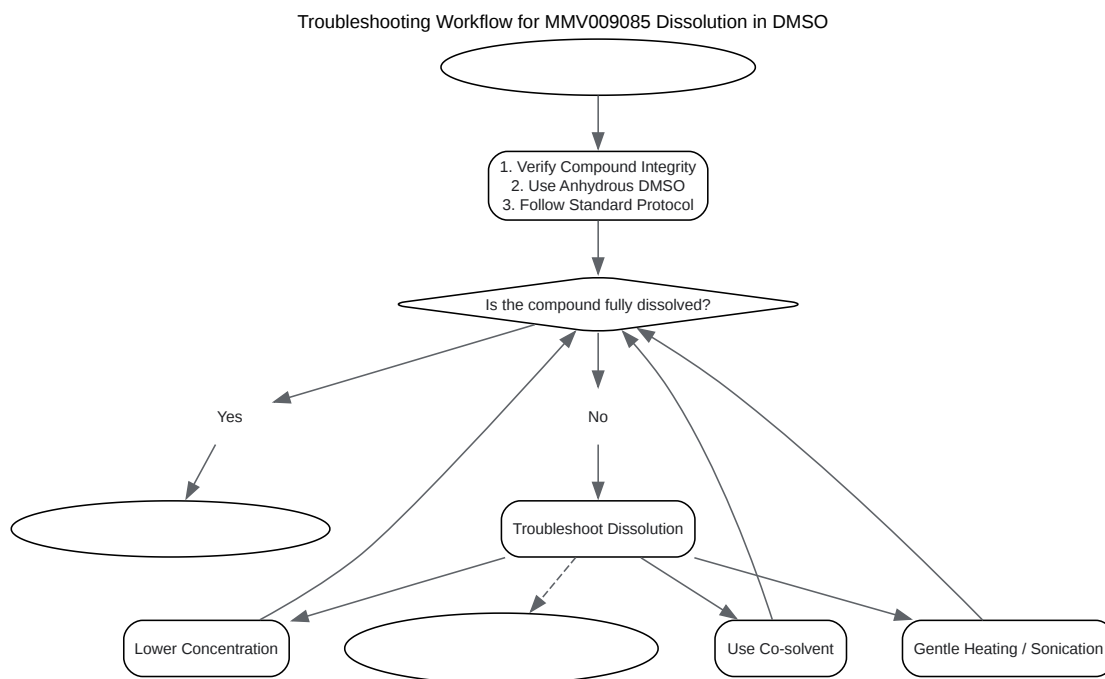 Troubleshooting Workflow for MMV009085 Dissolution in DMSO
1. Verify Compound Integrity
2. Use Anhydrous DMSO
3. Follow Standard Protocol
Is the compound fully dissolved?
Yes
No
Troubleshoot Dissolution
Lower Concentration
Use Co-solvent
Gentle Heating / Sonication